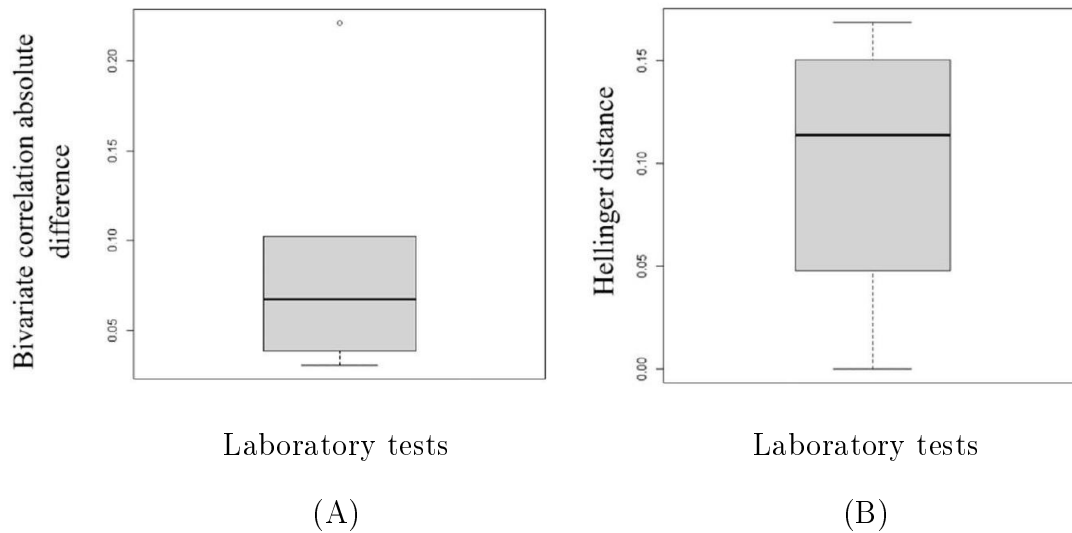 Bivariate correlation absolute
difference
0.20
0.15
0.10
0.05
Laboratory tests
(A)
Hellinger distance
0.15
0.10
0.05
0.00
Laboratory tests
(B)